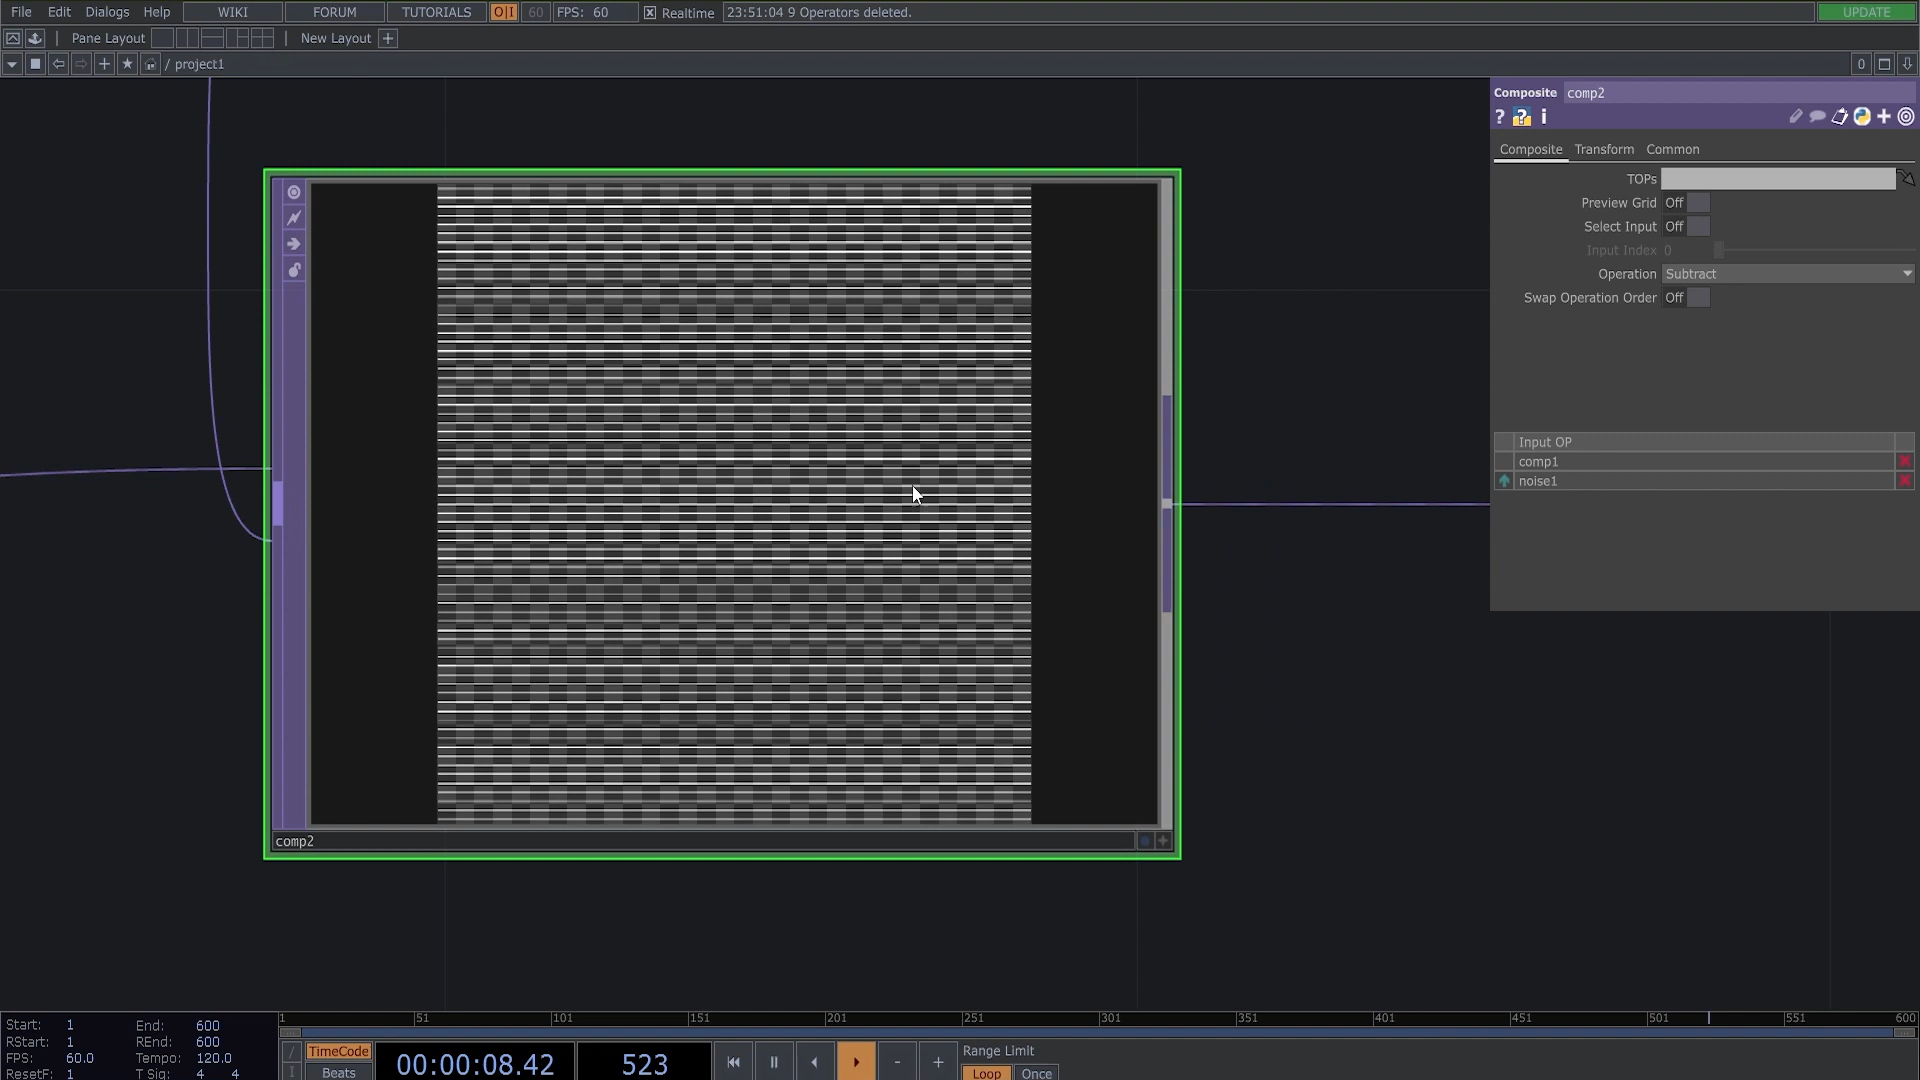 File Edit Dialogs Help WIKI FORUM TUTORIALS O|I 60 FPS: 60 Realtime 23:51:04 9 Operators deleted. UPDATE
Pane Layout New Layout +
/ project1 0
Composite comp2
? ? i
Composite Transform Common
TOPs
Preview Grid Off
Select Input Off
Input Index 0
Operation Subtract
Swap Operation Order Off
Input OP
comp1
noise1
comp2
1 51 101 151 201 251 301 351 401 451 501 551 600
Start: 1 End: 600
RStart: 1 REnd: 600
FPS: 60.0 Tempo: 120.0
ResetF: 1 T Sig: 4 4
TimeCode
Beats
00:00:08.42 523
- +
Range Limit
Loop Once